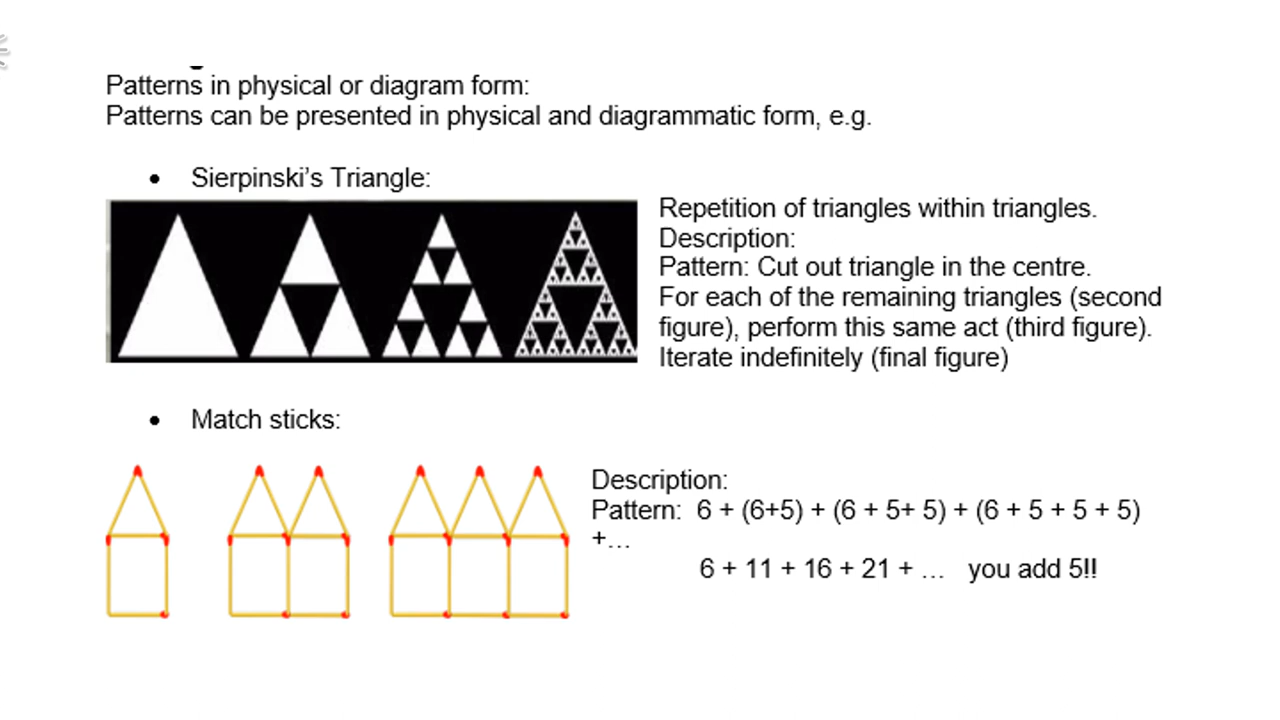 Patterns in physical or diagram form:
Patterns can be presented in physical and diagrammatic form, e.g.
• Sierpinski’s Triangle:
Repetition of triangles within triangles.
Description:
Pattern: Cut out triangle in the centre.
For each of the remaining triangles (second
figure), perform this same act (third figure).
Iterate indefinitely (final figure)
• Match sticks:
Description:
Pattern: 6 + (6+5) + (6 + 5+ 5) + (6 + 5 + 5 + 5)
+…
6 + 11 + 16 + 21 + … you add 5!!